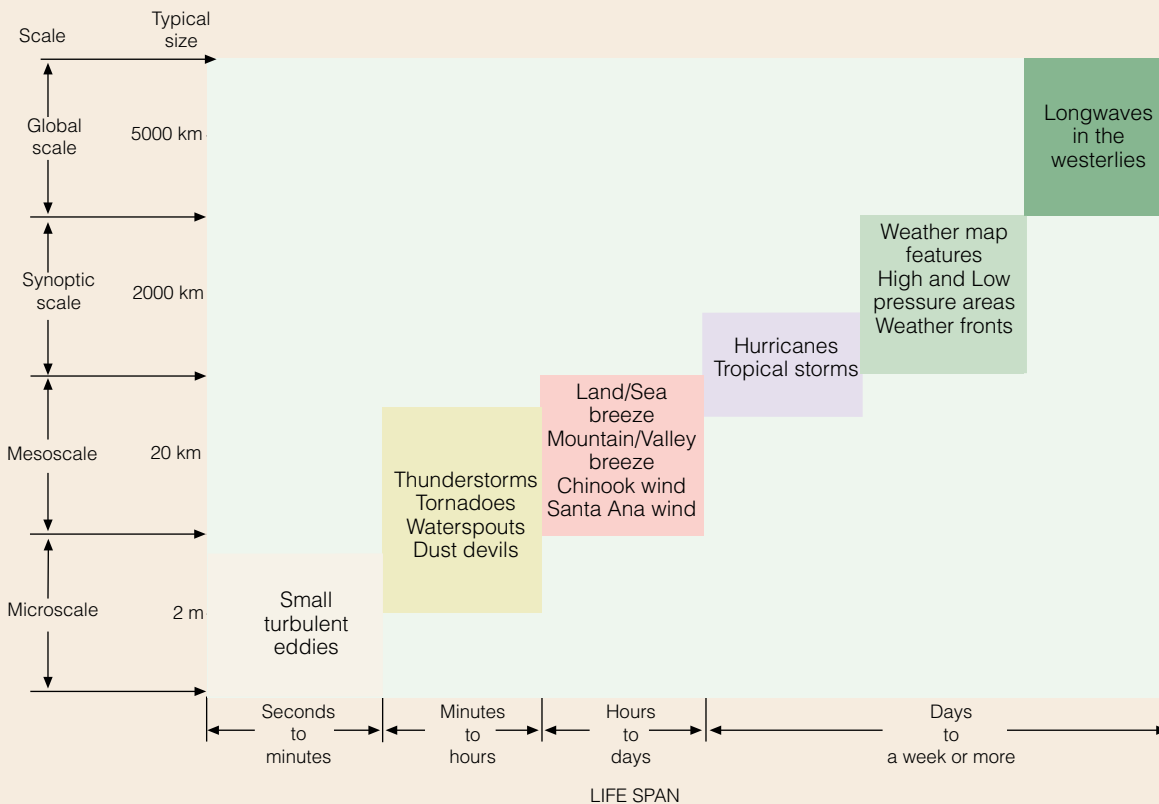 Scale
Typical
size
Global
scale
5000 km
Longwaves
in the
westerlies
Synoptic
scale
2000 km
Weather map
features
High and Low
pressure areas
Weather fronts
Hurricanes
Tropical storms
Mesoscale
20 km
Land/Sea
breeze
Mountain/Valley
breeze
Chinook wind
Santa Ana wind
Thunderstorms
Tornadoes
Waterspouts
Dust devils
Microscale
2 m
Small
turbulent
eddies
Seconds
to
minutes
Minutes
to
hours
Hours
to
days
Days
to
a week or more
LIFE SPAN